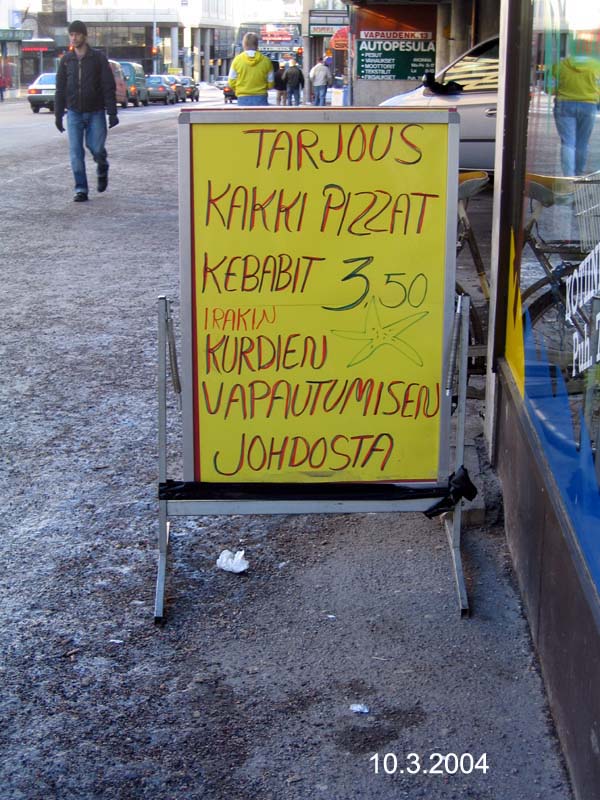 VAPAUDENK.13
AUTOPESULA
TARJOUS
KAKKI PIZZAT
KEBABIT 3,50
IRAKIN
KURDIEN
VAPAUTUMISEN
JOHDOSTA
10.3.2004